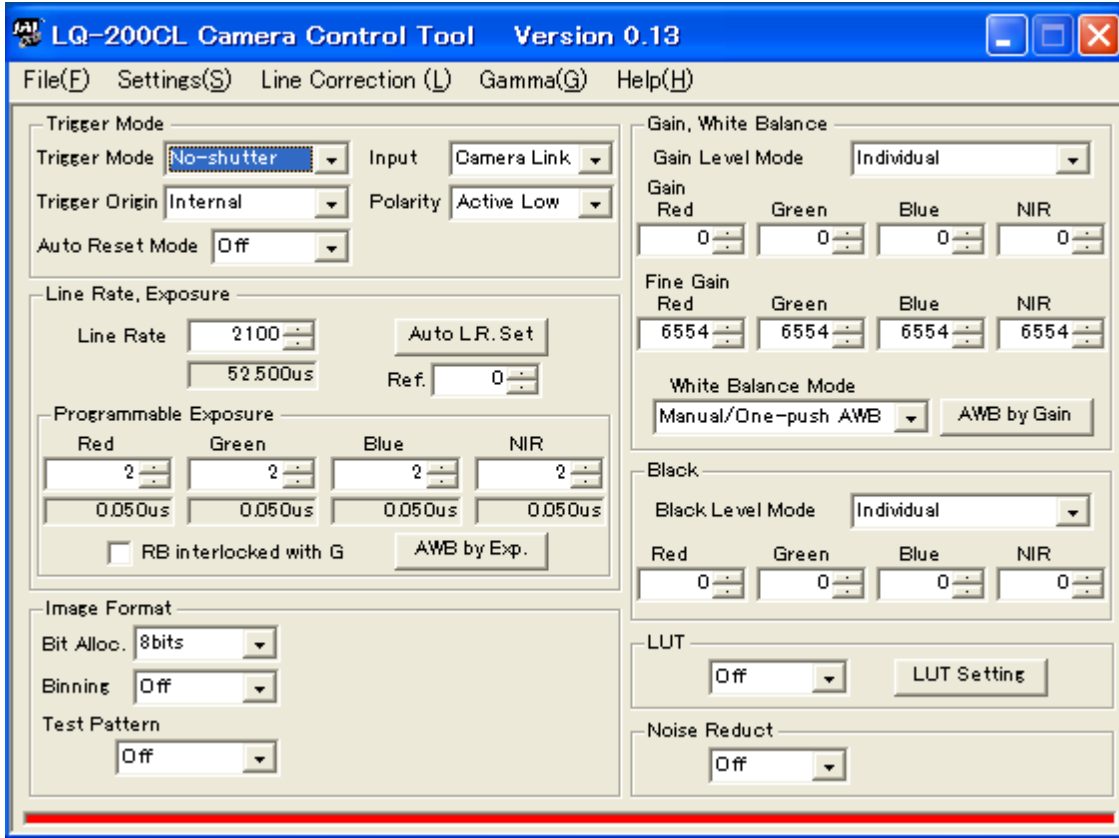 LQ-200CL Camera Control Tool Version 0.13
File(F) Settings(S) Line Correction (L) Gamma(G) Help(H)
Trigger Mode
Trigger Mode No-shutter Input Camera Link
Trigger Origin Internal Polarity Active Low
Auto Reset Mode Off
Line Rate, Exposure
Line Rate 2100 Auto L.R. Set
52.500us Ref. 0
Programmable Exposure
Red Green Blue NIR
2 2 2 2
0.050us 0.050us 0.050us 0.050us
RB interlocked with G AWB by Exp.
Image Format
Bit Alloc. 8bits
Binning Off
Test Pattern
Off
Gain, White Balance
Gain Level Mode Individual
Gain
Red Green Blue NIR
0 0 0 0
Fine Gain
Red Green Blue NIR
6554 6554 6554 6554
White Balance Mode
Manual/One-push AWB AWB by Gain
Black
Black Level Mode Individual
Red Green Blue NIR
0 0 0 0
LUT
Off LUT Setting
Noise Reduct
Off